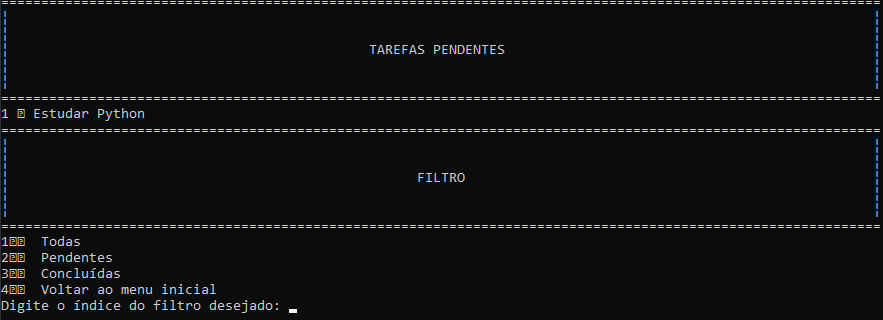 ================================================================================================================
TAREFAS PENDENTES
================================================================================================================
1 � Estudar Python
================================================================================================================
FILTRO
================================================================================================================
1�� Todas
2�� Pendentes
3�� Concluídas
4�� Voltar ao menu inicial
Digite o índice do filtro desejado: